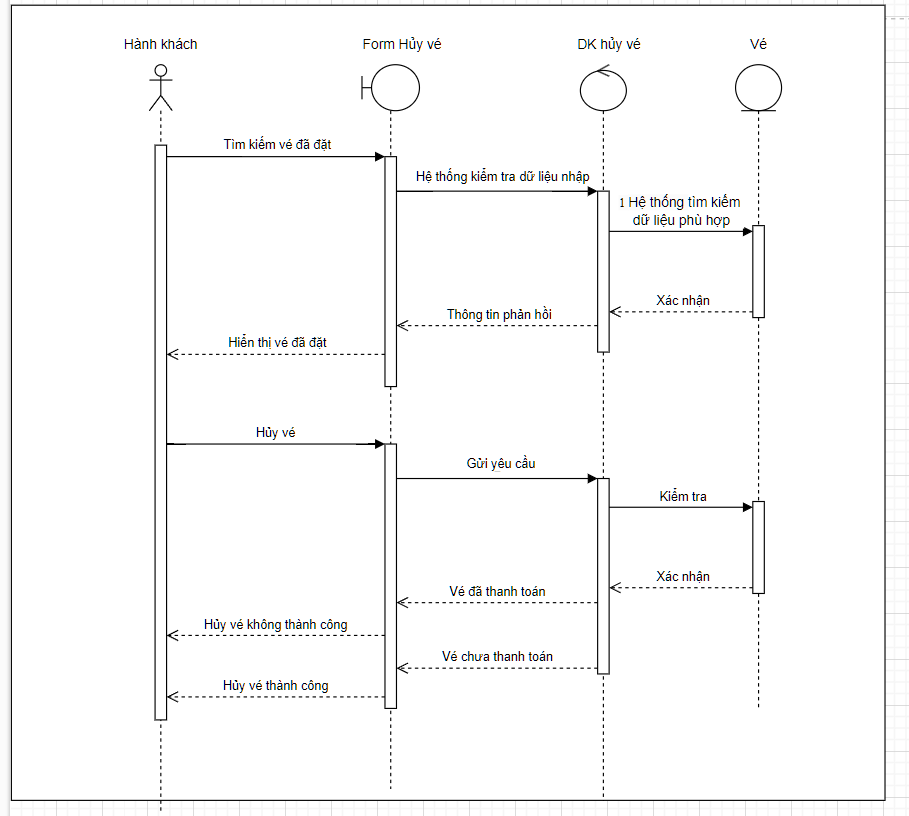 Hành khách
Form Hủy vé
DK hủy vé
Vé
Tìm kiếm vé đã đặt
Hệ thống kiểm tra dữ liệu nhập
1 Hệ thống tìm kiếm
dữ liệu phù hợp
Xác nhận
Thông tin phản hồi
Hiển thị vé đã đặt
Hủy vé
Gửi yêu cầu
Kiểm tra
Xác nhận
Vé đã thanh toán
Hủy vé không thành công
Vé chưa thanh toán
Hủy vé thành công